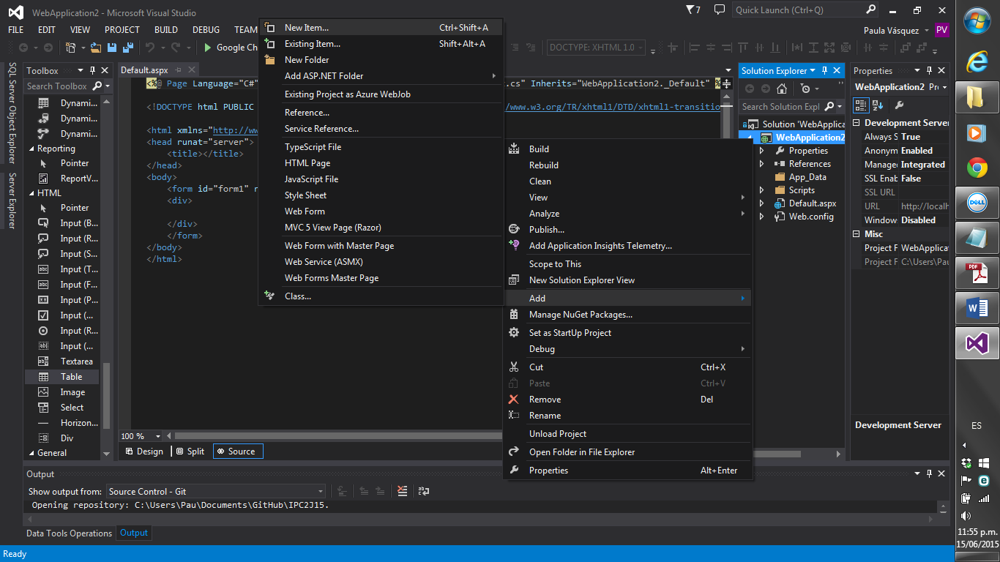 WebApplication2 - Microsoft Visual Studio
7
Quick Launch (Ctrl+Q)
FILE EDIT VIEW PROJECT BUILD DEBUG TEAM
Paula Vásquez
PV
Google Ch
DOCTYPE: XHTML 1.0
SQL Server Object Explorer
Server Explorer
Toolbox
Search Toolbox
Dynami...
Dynami...
Dynami...
Reporting
Pointer
ReportV...
HTML
Pointer
Input (B...
Input (R...
Input (S...
Input (T...
Input (F...
Input (P...
Input (...
Input (R...
Input (...
Textarea
Table
Image
Select
Horizon...
Div
General
Default.aspx
<%@ Page Language="C#"
.cs" Inherits="WebApplication2._Default" %
<!DOCTYPE html PUBLIC
/www.w3.org/TR/xhtml1/DTD/xhtml1-transitio
<html xmlns="http://ww
<head runat="server">
<title></title>
</head>
<body>
<form id="form1" r
<div>
</div>
</form>
</body>
</html>
100 %
Design
Split
Source
New Item... Ctrl+Shift+A
Existing Item... Shift+Alt+A
New Folder
Add ASP.NET Folder
Existing Project as Azure WebJob
Reference...
Service Reference...
TypeScript File
HTML Page
JavaScript File
Style Sheet
Web Form
MVC 5 View Page (Razor)
Web Form with Master Page
Web Service (ASMX)
Web Forms Master Page
Class...
Build
Rebuild
Clean
View
Analyze
Publish...
Add Application Insights Telemetry...
Scope to This
New Solution Explorer View
Add
Manage NuGet Packages...
Set as StartUp Project
Debug
Cut Ctrl+X
Paste Ctrl+V
Remove Del
Rename
Unload Project
Open Folder in File Explorer
Properties Alt+Enter
Solution Explorer
Search Solution Expl
Solution 'WebApplica
WebApplication2
Properties
References
App_Data
Scripts
Default.aspx
Web.config
Properties
WebApplication2 Pr
Development Server
Always S True
Anonym Enabled
Manage Integrated
SSL Enab False
SSL URL
URL http://localh
Window Disabled
Misc
Project F WebApplicat
Project F C:\Users\Pau
Development Server
Output
Show output from: Source Control - Git
Opening repository: C:\Users\Pau\Documents\GitHub\IPC2J15.
Data Tools Operations
Output
Ready
DELL
PDF
W
ES
11:55 p.m.
15/06/2015